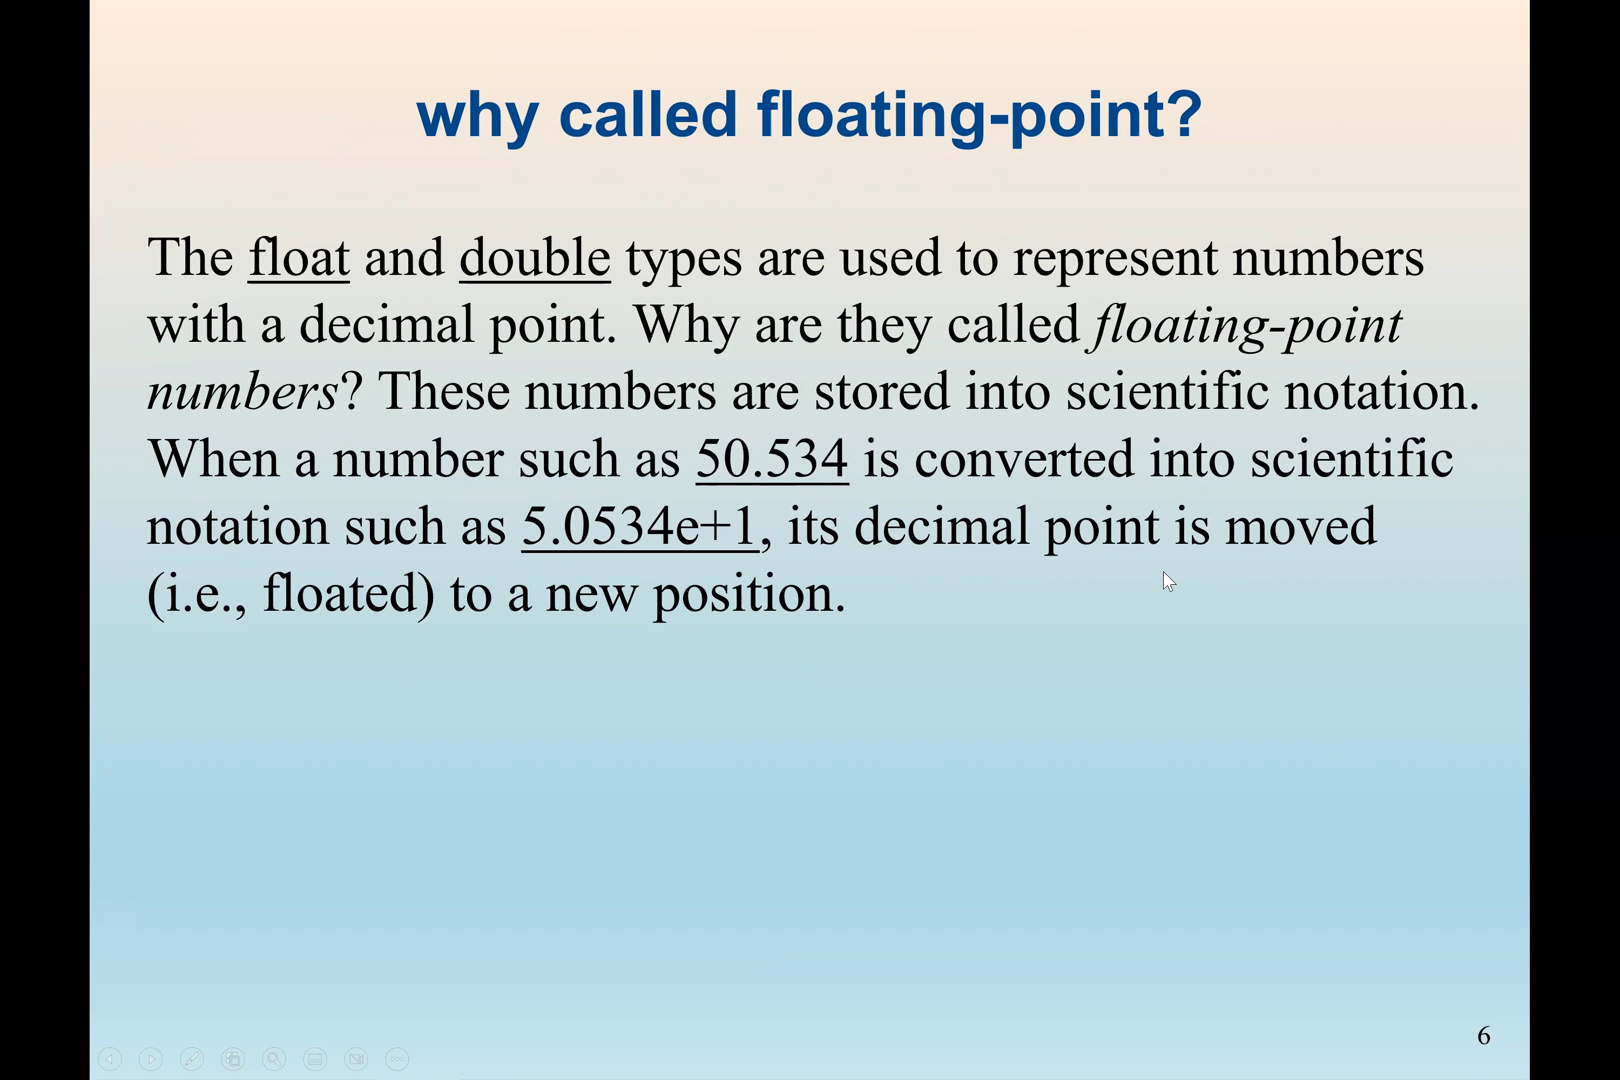 why called floating-point?
The float and double types are used to represent numbers
with a decimal point. Why are they called floating-point
numbers? These numbers are stored into scientific notation.
When a number such as 50.534 is converted into scientific
notation such as 5.0534e+1, its decimal point is moved
(i.e., floated) to a new position.
6